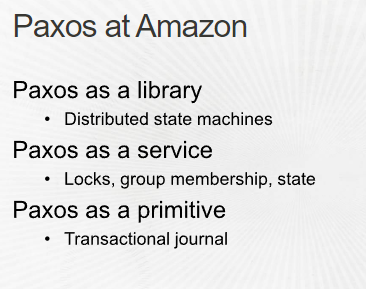 Paxos at Amazon
Paxos as a library
• Distributed state machines
Paxos as a service
• Locks, group membership, state
Paxos as a primitive
• Transactional journal